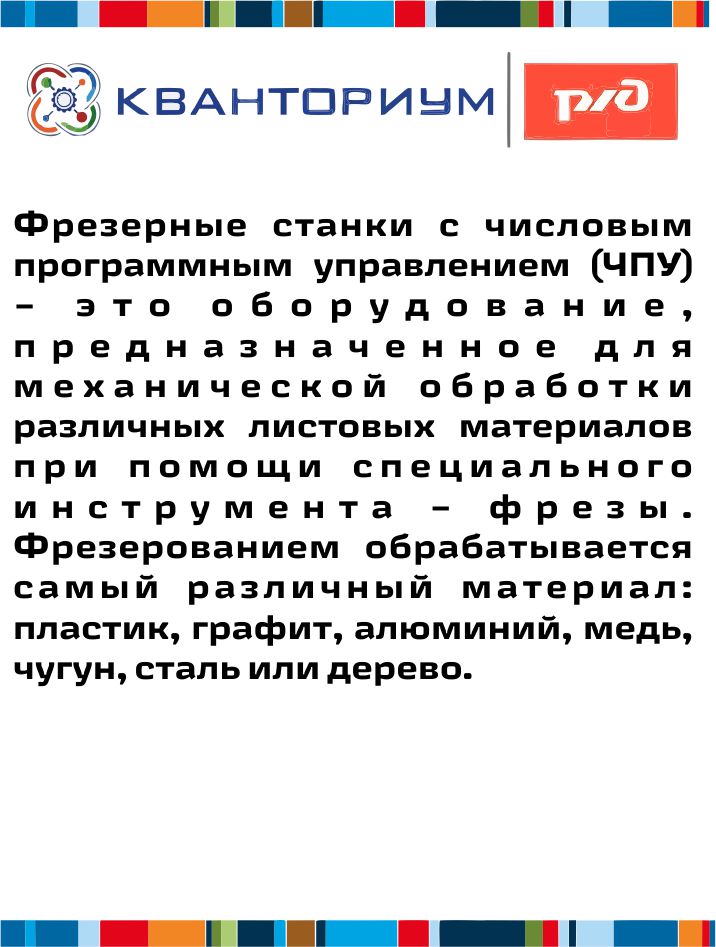 КВАНТОРИУМ
ржд
Фрезерные станки с числовым
программным управлением (ЧПУ)
– это оборудование,
предназначенное для
механической обработки
различных листовых материалов
при помощи специального
инструмента – фрезы.
Фрезерованием обрабатывается
самый различный материал:
пластик, графит, алюминий, медь,
чугун, сталь или дерево.